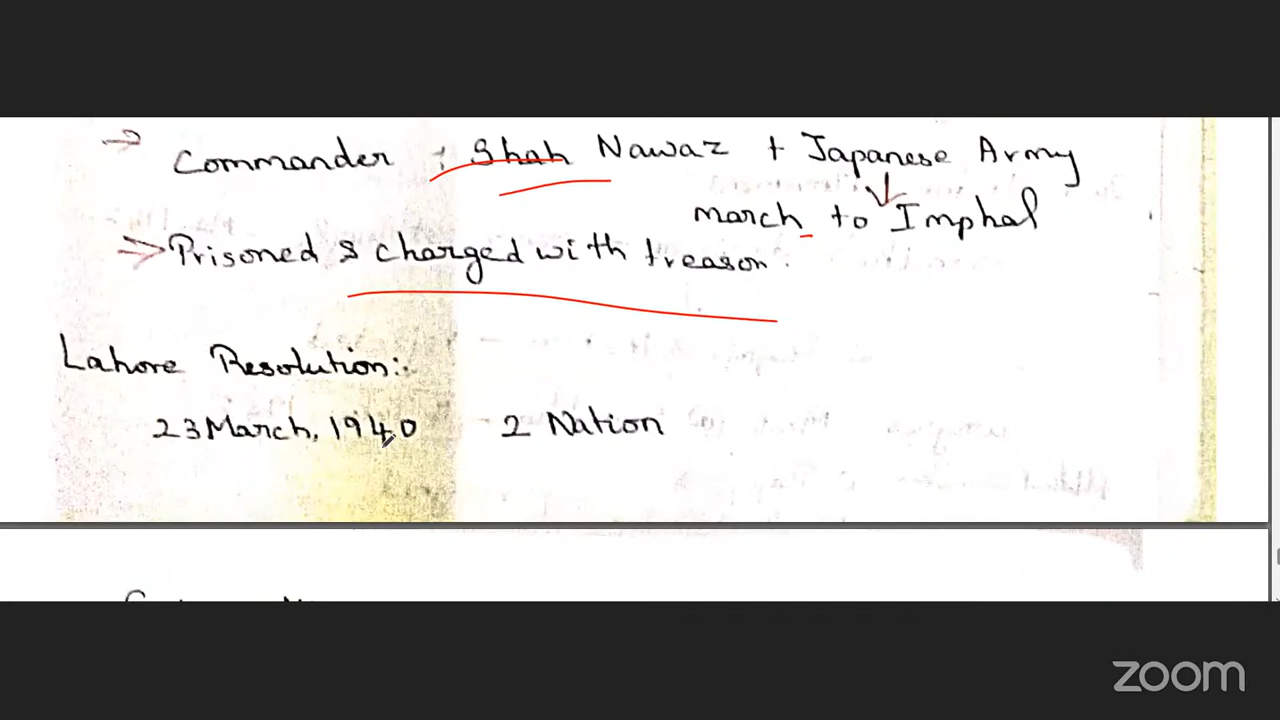 → Commander : Shah Nawaz + Japanese Army
march to Imphal
⇒ Prisoned & charged with treason.
Lahore Resolution:-
23 March, 1940 2 Nation
zoom